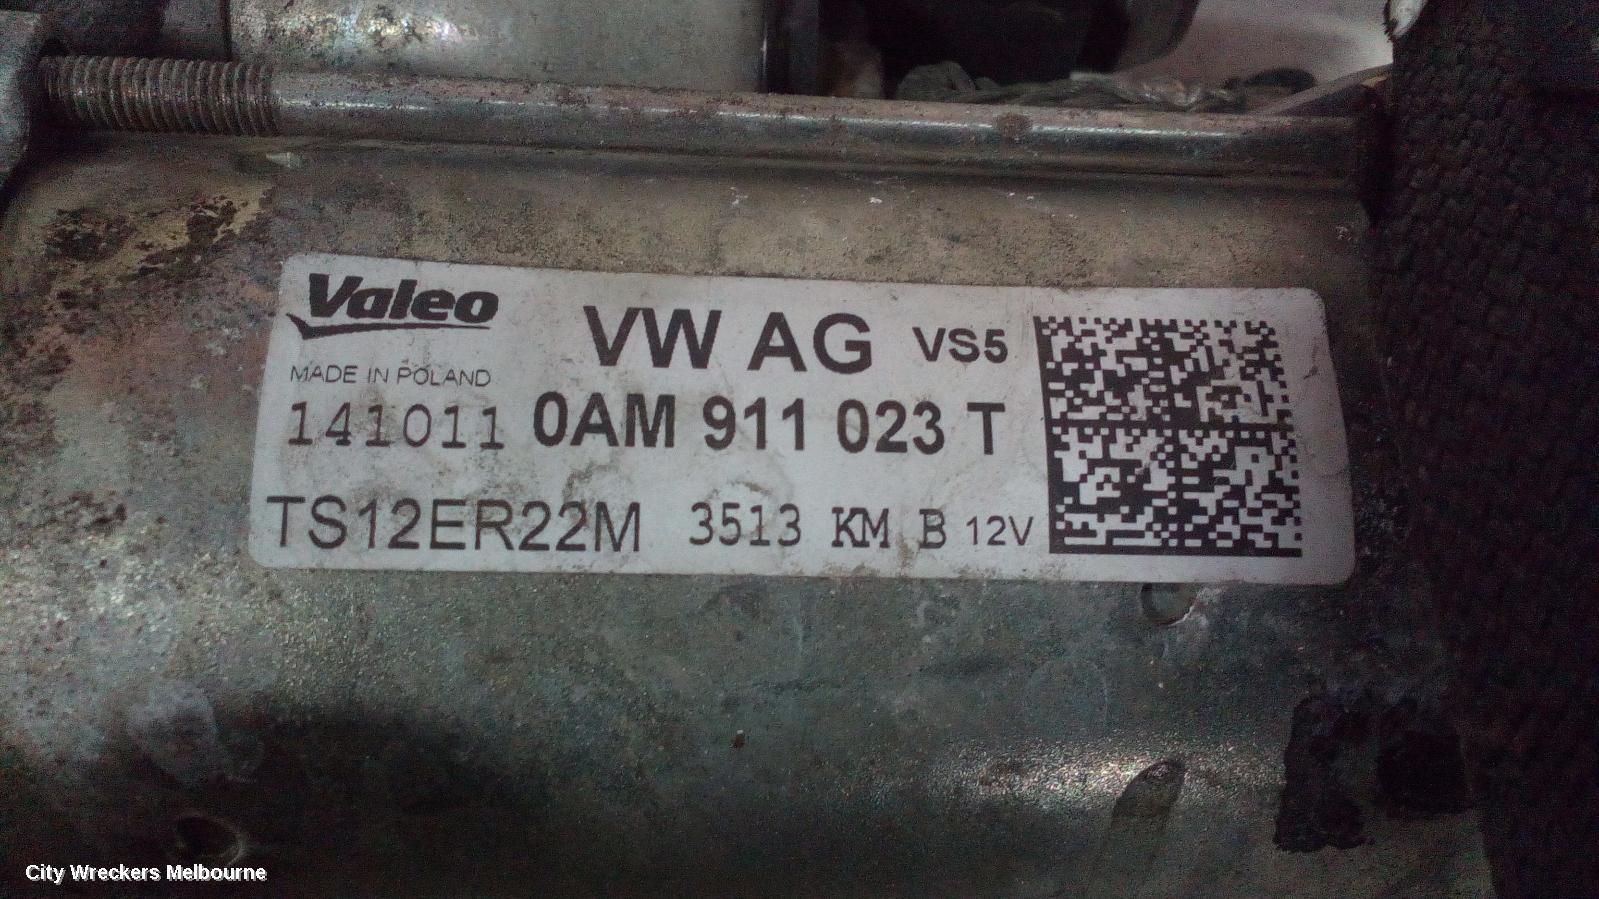 Valeo
VW AG VS5
MADE IN POLAND
141011 0AM 911 023 T
TS12ER22M 3513 KM B 12V
City Wreckers Melbourne